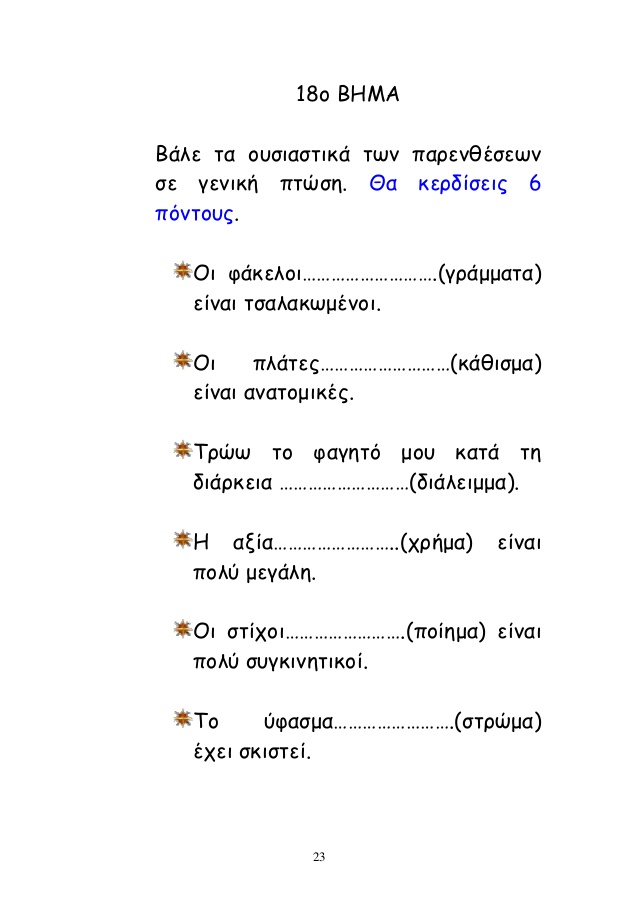 18ο ΒΗΜΑ
Βάλε τα ουσιαστικά των παρενθέσεων
σε γενική πτώση. Θα κερδίσεις 6
πόντους.
Οι φάκελοι……………………….(γράμματα)
είναι τσαλακωμένοι.
Οι πλάτες………………………(κάθισμα)
είναι ανατομικές.
Τρώω το φαγητό μου κατά τη
διάρκεια ………………………(διάλειμμα).
Η αξία……………………..(χρήμα) είναι
πολύ μεγάλη.
Οι στίχοι…………………….(ποίημα) είναι
πολύ συγκινητικοί.
Το ύφασμα…………………….(στρώμα)
έχει σκιστεί.
23